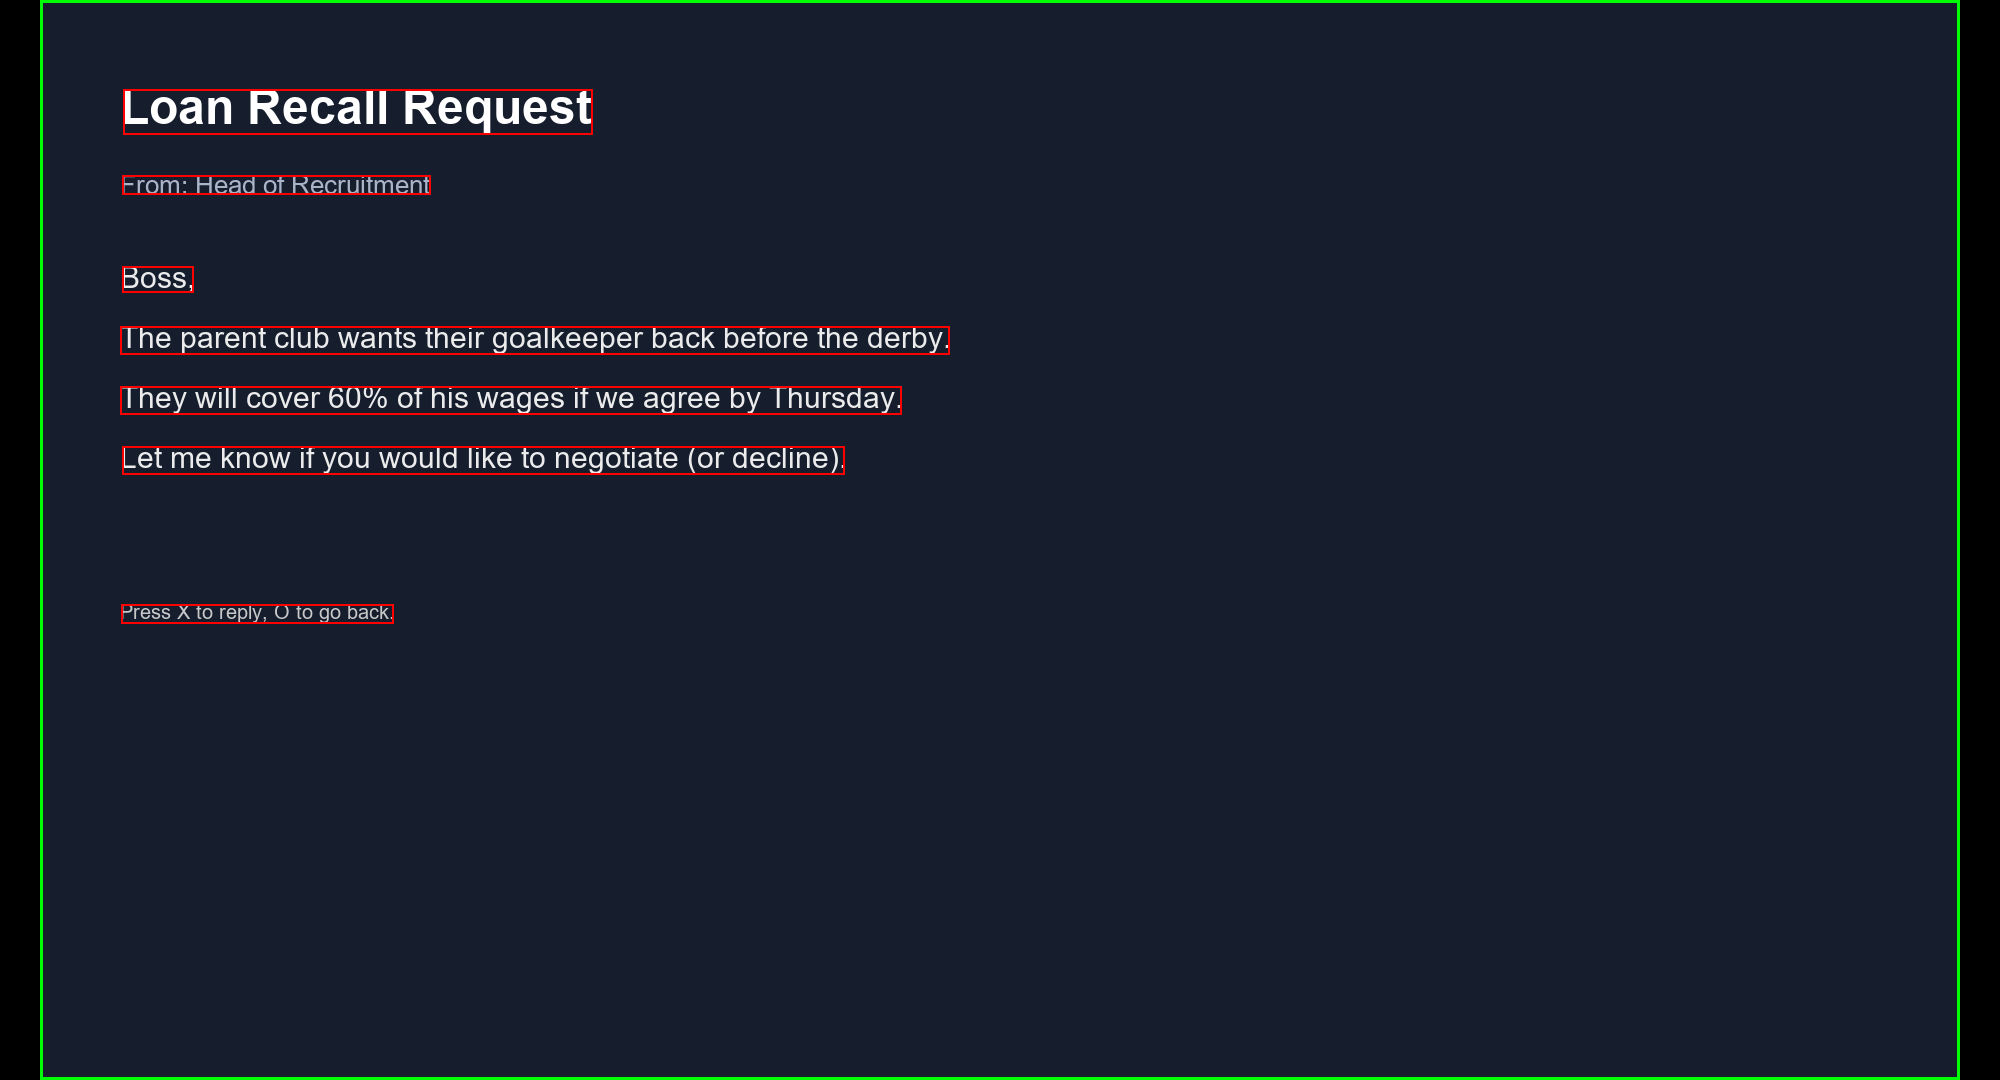 Loan Recall Request
From: Head of Recruitment
Boss,
The parent club wants their goalkeeper back before the derby.
They will cover 60% of his wages if we agree by Thursday.
Let me know if you would like to negotiate (or decline).
Press X to reply, O to go back.